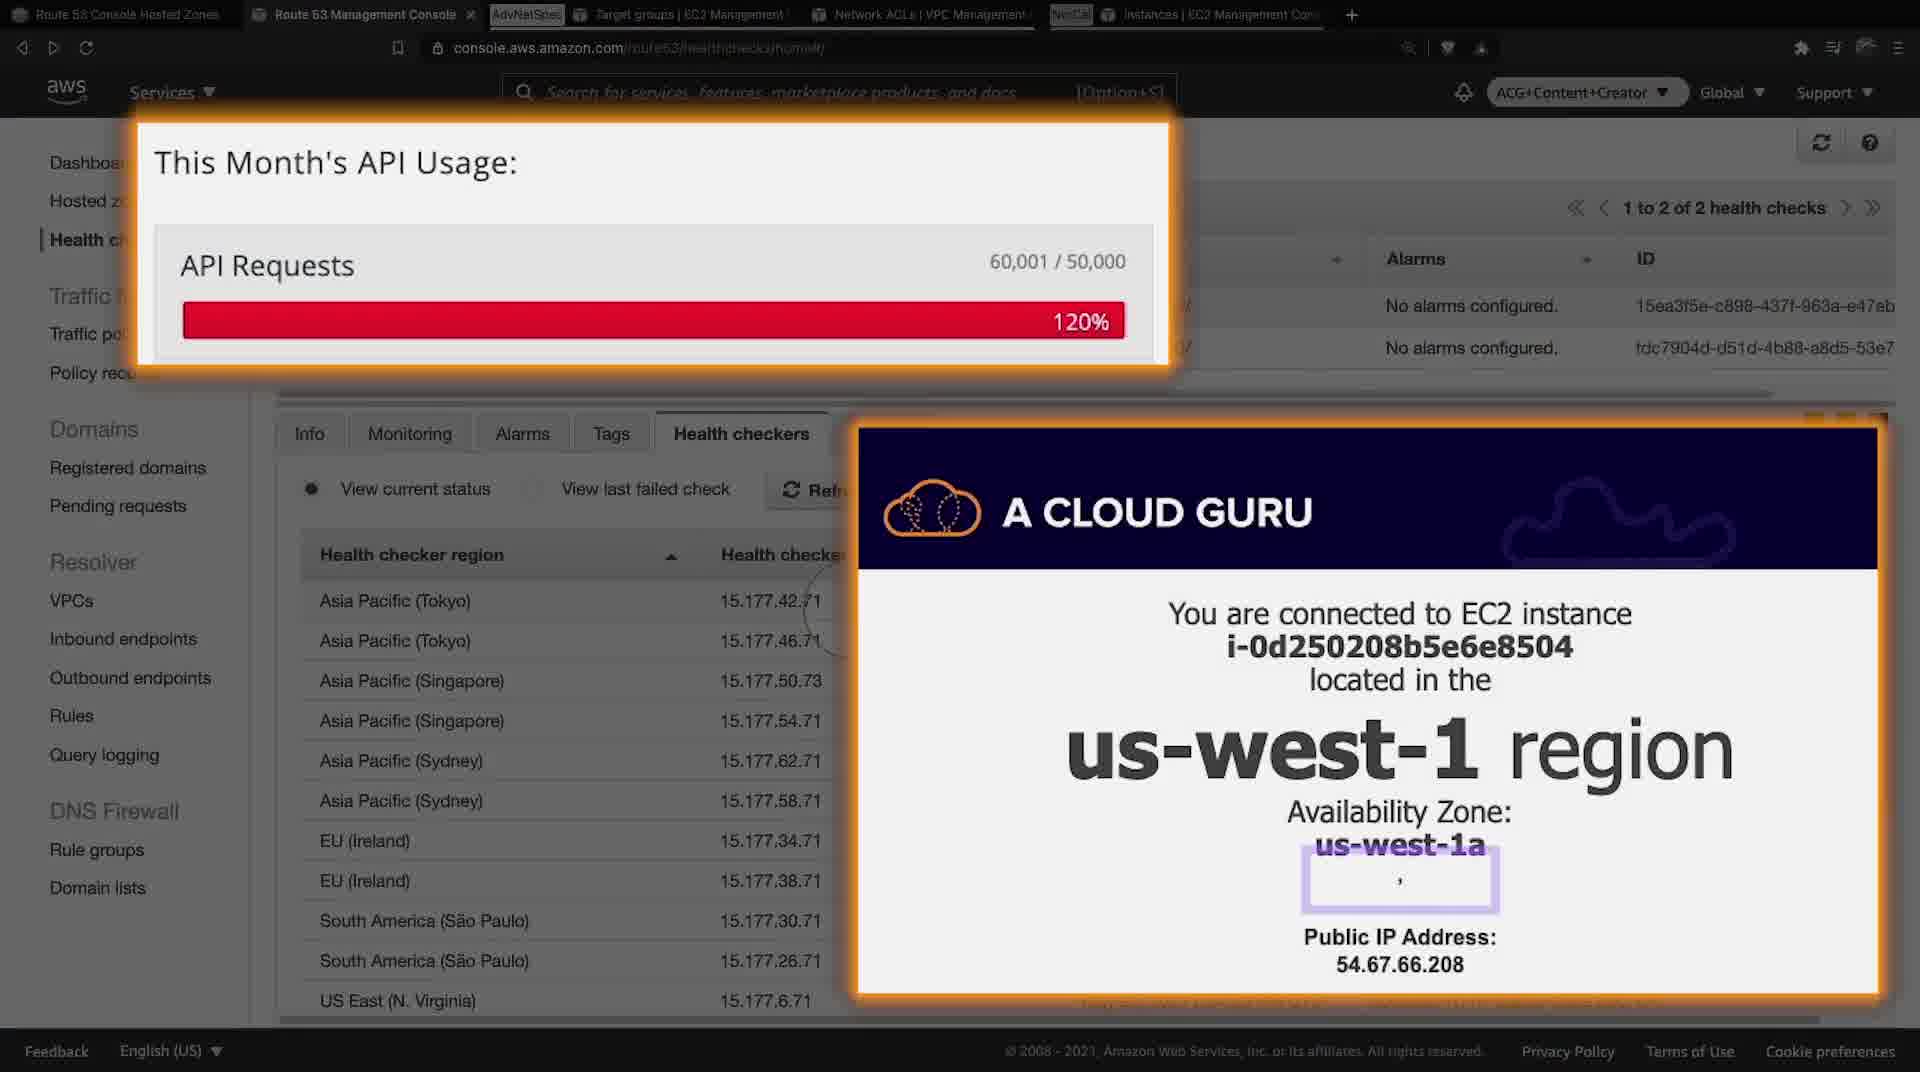 Route 53 Console Hosted Zones
Route 53 Management Console
AdvNetSpec
Target groups | EC2 Management
Network ACLs | VPC Management
NorCal
Instances | EC2 Management Con
console.aws.amazon.com/route53/healthchecks/home#/
aws
Services
Search for services, features, marketplace products, and docs
[Option+S]
ACG+Content+Creator
Global
Support
This Month's API Usage:
API Requests
60,001 / 50,000
120%
Hosted
Health
Traffic
Traffic
Policy
Domains
Registered domains
Pending requests
Resolver
VPCs
Inbound endpoints
Outbound endpoints
Rules
Query logging
DNS Firewall
Rule groups
Domain lists
1 to 2 of 2 health checks
Alarms
ID
No alarms configured.
15ea3f5e-c898-437f-963a-e47ab
No alarms configured.
fdc7904d-d51d-4b88-a8d5-53e7
Info
Monitoring
Alarms
Tags
Health checkers
View current status
View last failed check
Health checker region
Health checker
Asia Pacific (Tokyo)
15.177.42.71
Asia Pacific (Tokyo)
15.177.46.71
Asia Pacific (Singapore)
15.177.50.73
Asia Pacific (Singapore)
15.177.54.71
Asia Pacific (Sydney)
15.177.62.71
Asia Pacific (Sydney)
15.177.58.71
EU (Ireland)
15.177.34.71
EU (Ireland)
15.177.38.71
South America (São Paulo)
15.177.30.71
South America (São Paulo)
15.177.26.71
US East (N. Virginia)
15.177.6.71
A CLOUD GURU
You are connected to EC2 instance
i-0d250208b5e6e8504
located in the
us-west-1 region
Availability Zone:
us-west-1a
,
Public IP Address:
54.67.66.208
Feedback
English (US)
© 2008 - 2021, Amazon Web Services, Inc. or its affiliates. All rights reserved.
Privacy Policy
Terms of Use
Cookie preferences